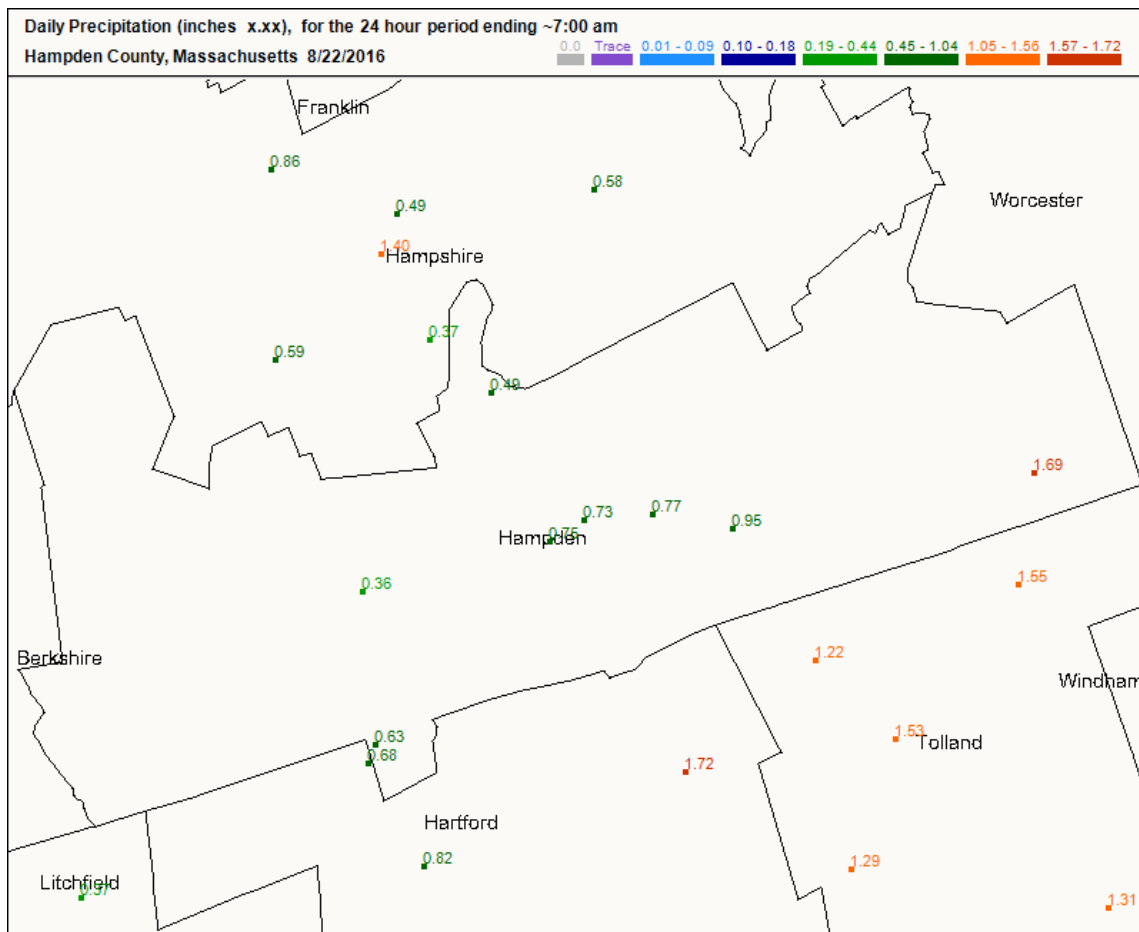 Daily Precipitation (inches  x.xx),  for the 24 hour period ending ~7:00 am
Hampden County, Massachusetts  8/22/2016
0.0 Trace 0.01 - 0.09 0.10 - 0.18 0.19 - 0.44 0.45 - 1.04 1.05 - 1.56 1.57 - 1.72
Franklin
0.86
0.58
Worcester
0.49
1.40
Hampshire
0.37
0.59
0.49
1.69
0.77
0.73
0.95
0.75
Hampden
0.36
1.55
1.22
Berkshire
Windham
1.53
Tolland
0.63
0.68
1.72
Hartford
0.82
1.29
Litchfield
0.37
1.31